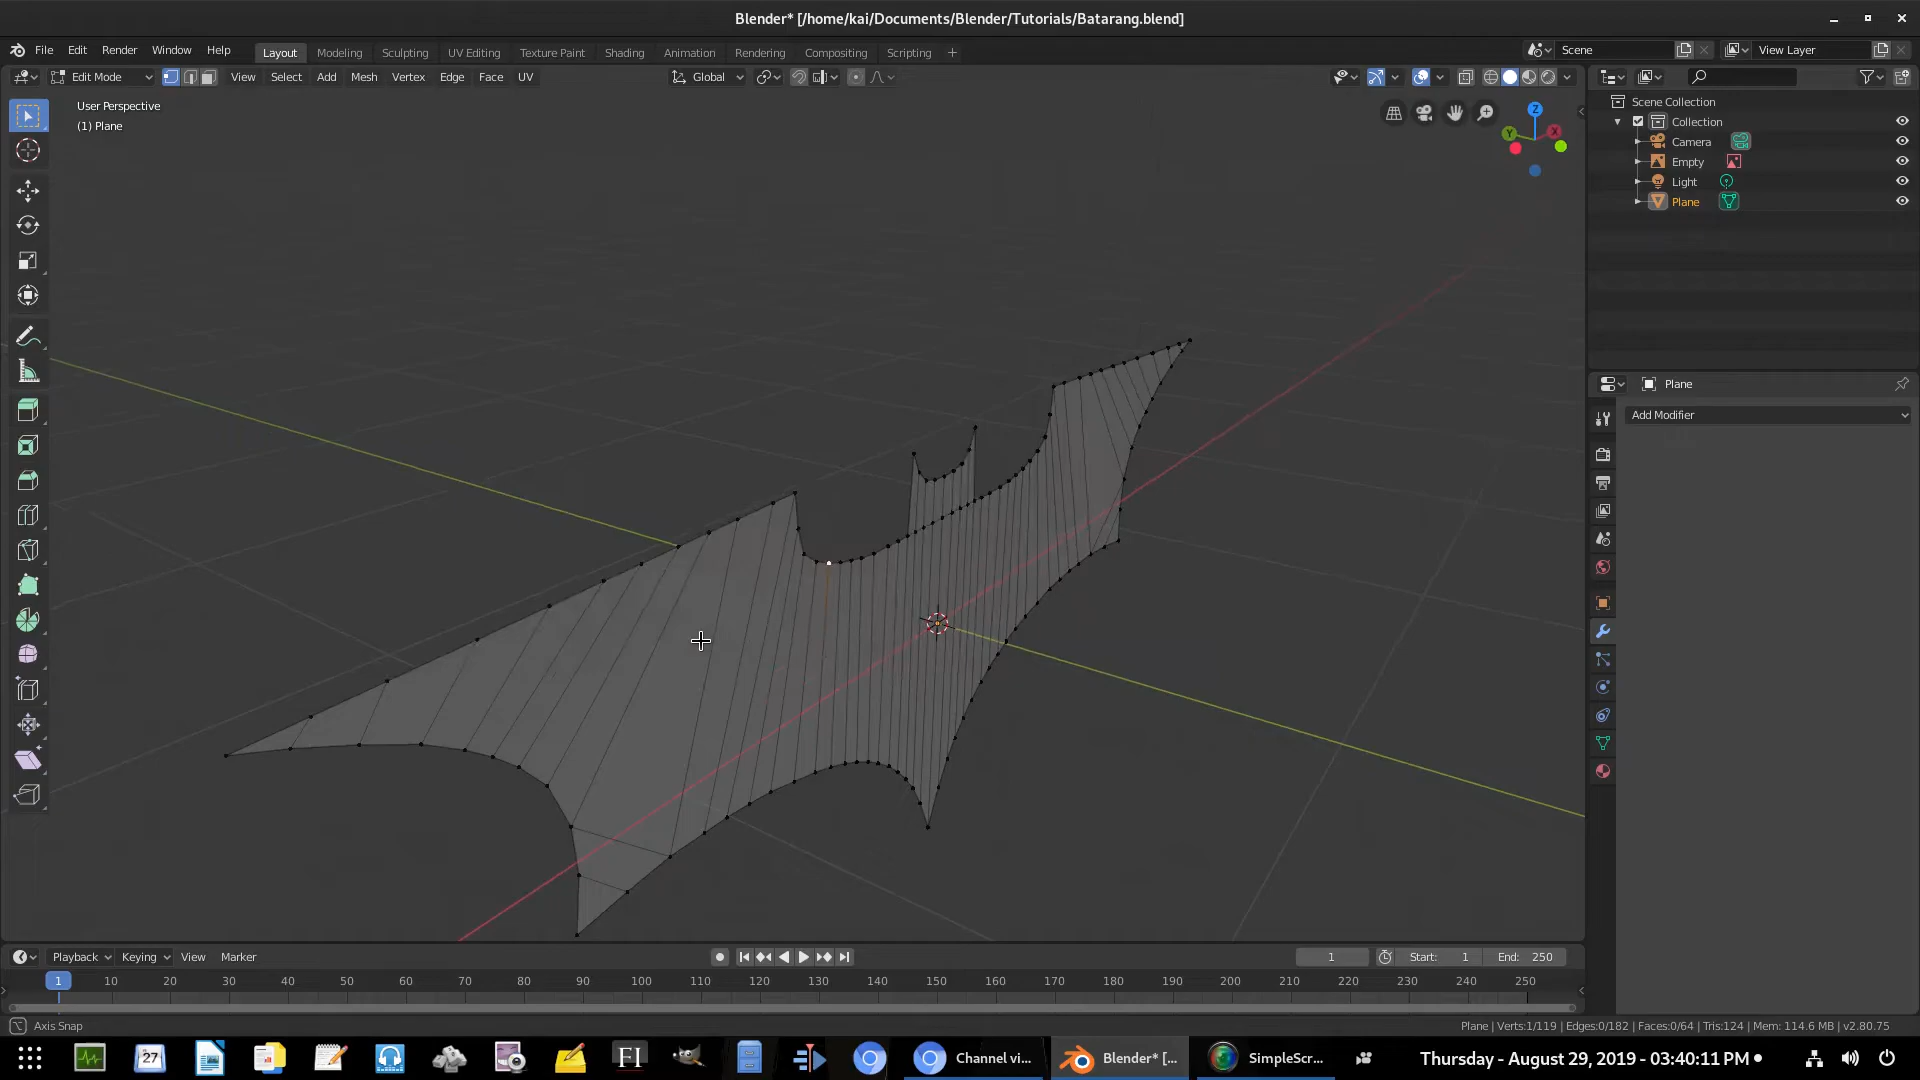 Blender* [/home/kai/Documents/Blender/Tutorials/Batarang.blend]
File Edit Render Window Help
Layout Modeling Sculpting UV Editing Texture Paint Shading Animation Rendering Compositing Scripting +
Scene View Layer
Edit Mode View Select Add Mesh Vertex Edge Face UV
Global
User Perspective
(1) Plane
Z
Y
X
Scene Collection
Collection
Camera
Empty
Light
Plane
Plane
Add Modifier
Playback Keying View Marker
1 Start: 1 End: 250
1 10 20 30 40 50 60 70 80 90 100 110 120 130 140 150 160 170 180 190 200 210 220 230 240 250
Axis Snap
Plane | Verts:1/119 | Edges:0/182 | Faces:0/64 | Tris:124 | Mem: 114.6 MB | v2.80.75
27 FI Channel vi... Blender* [... SimpleScr... Thursday - August 29, 2019 - 03:40:11 PM